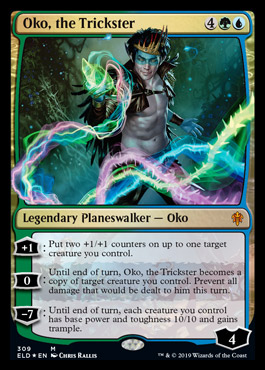 Oko, the Trickster 4
Legendary Planeswalker — Oko
+1: Put two +1/+1 counters on up to one target
creature you control.
0: Until end of turn, Oko, the Trickster becomes a
copy of target creature you control. Prevent all
damage that would be dealt to him this turn.
-7: Until end of turn, each creature you control
has base power and toughness 10/10 and gains
trample.
4
309 M
ELD ★ EN CHRIS RALLIS
™ & © 2019 Wizards of the Coast